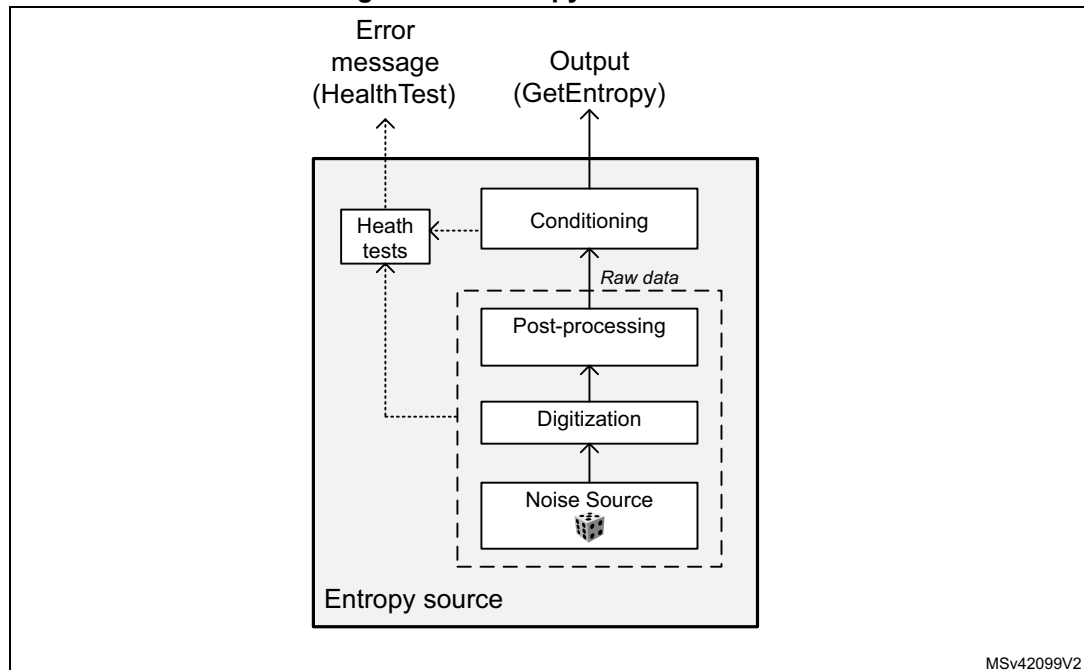 Error
message
(HealthTest)
Output
(GetEntropy)
Conditioning
Heath
tests
Raw data
Post-processing
Digitization
Noise Source
Entropy source
MSv42099V2